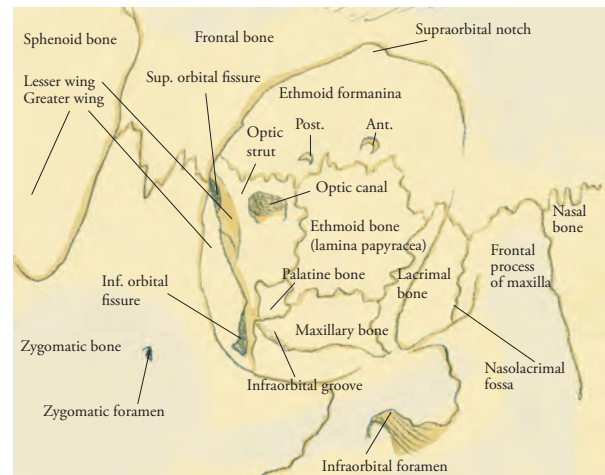 Supraorbital notch
Sphenoid bone
Frontal bone
Lesser wing
Greater wing
Sup. orbital fissure
Ethmoid formanina
Optic
strut
Post.
Ant.
Optic canal
Nasal
bone
Ethmoid bone
(lamina papyracea)
Frontal
process
of maxilla
Palatine bone
Lacrimal
bone
Inf. orbital
fissure
Maxillary bone
Zygomatic bone
Nasolacrimal
fossa
Infraorbital groove
Zygomatic foramen
Infraorbital foramen